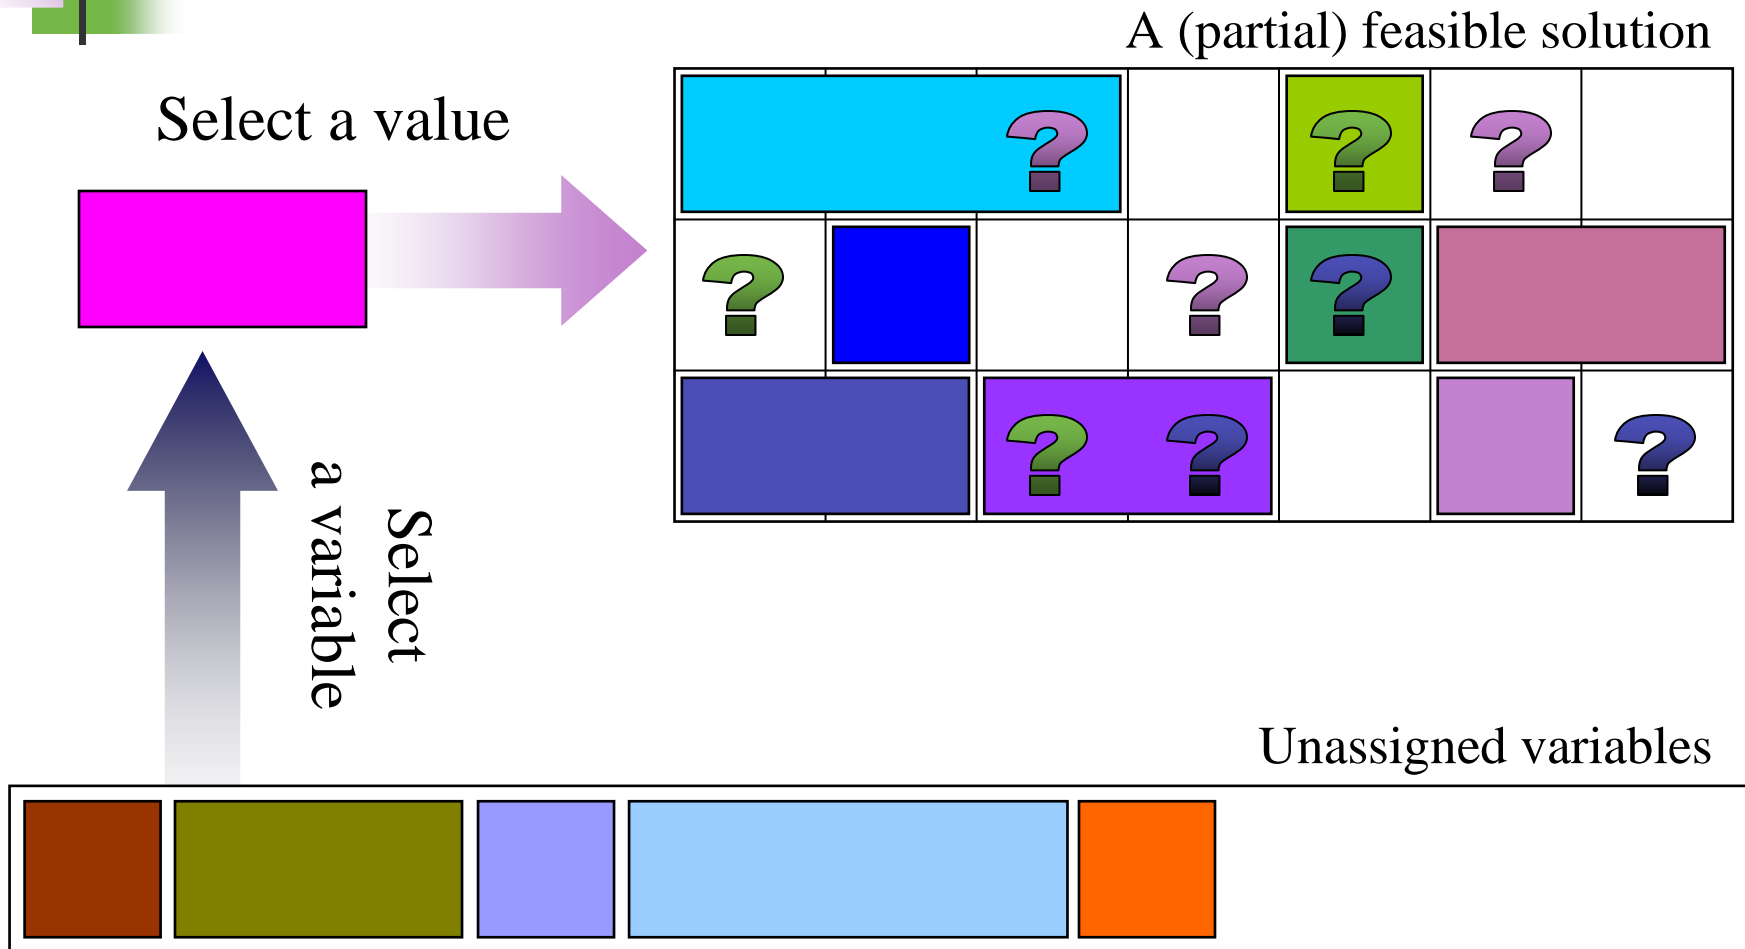 A (partial) feasible solution
Select a value
?
?
?
?
?
?
?
?
?
Select
a variable
Unassigned variables